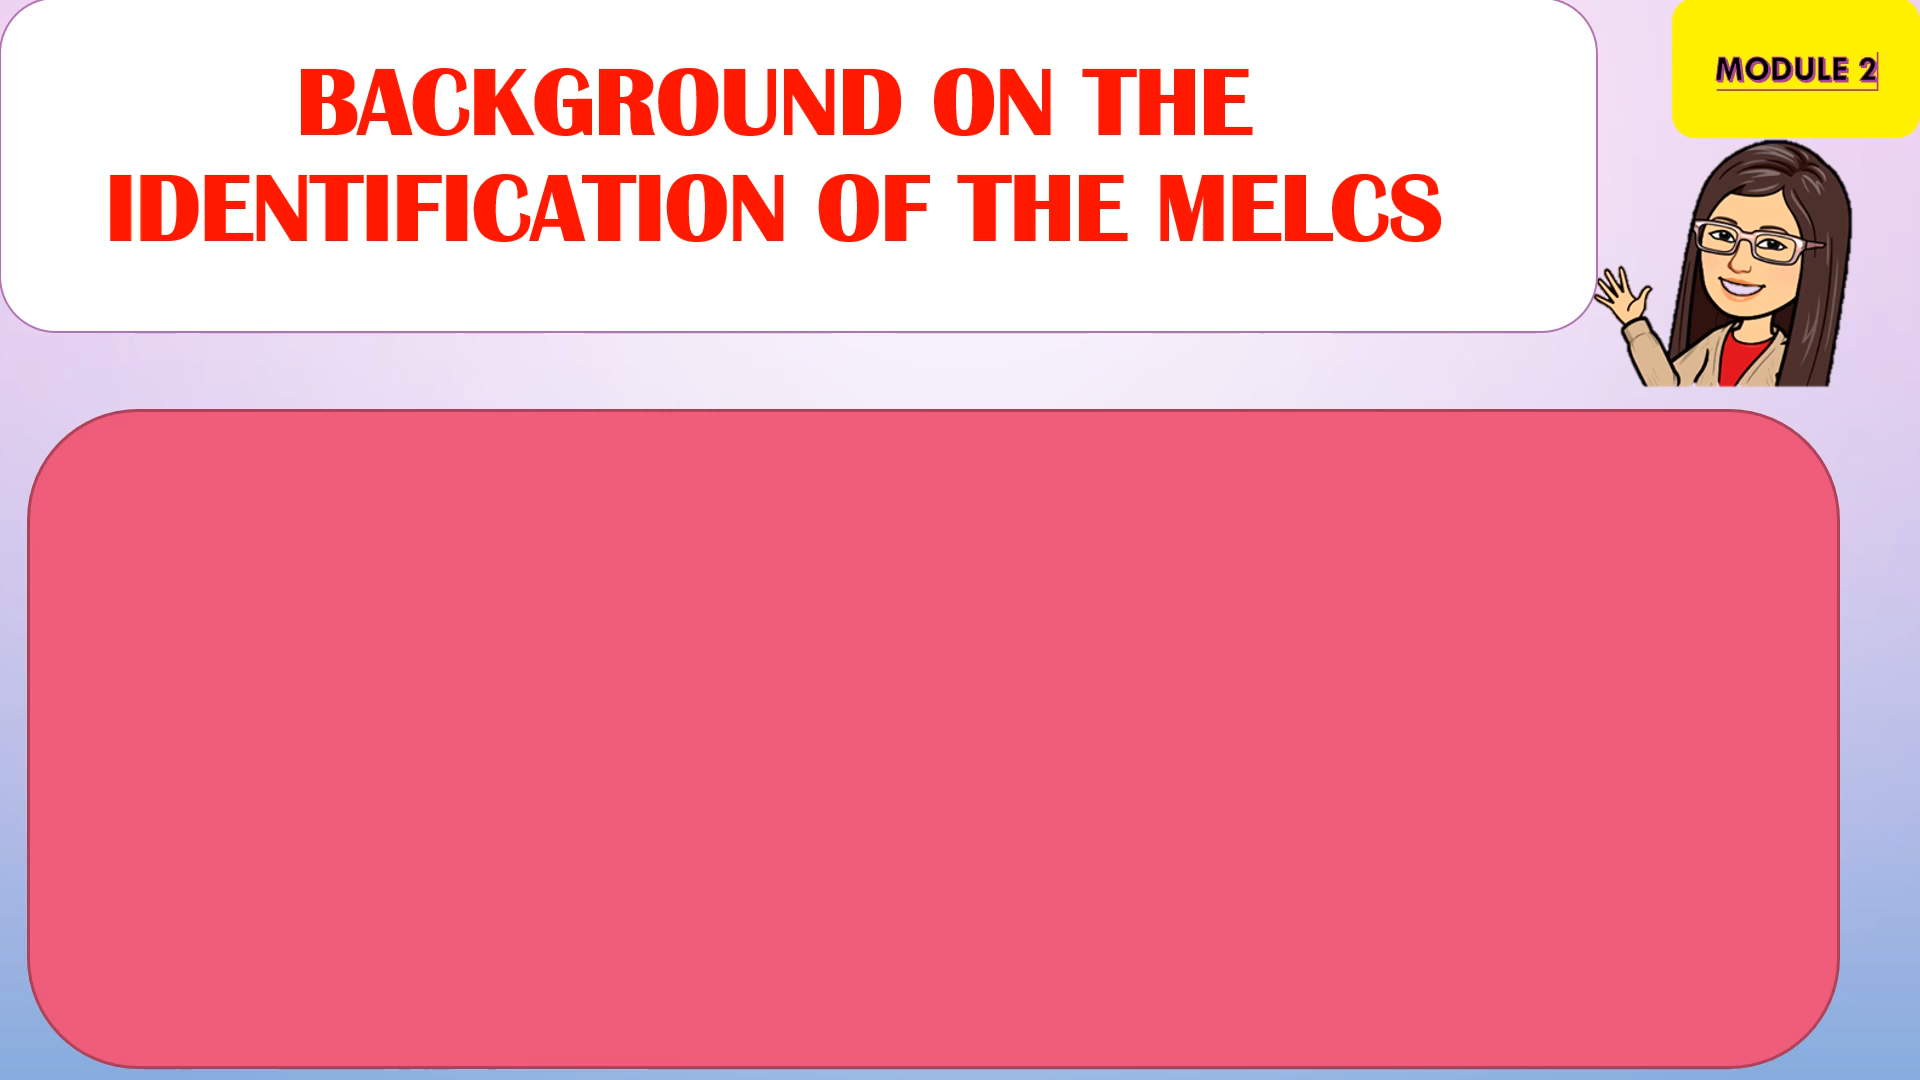 BACKGROUND ON THE
IDENTIFICATION OF THE MELCS
MODULE 2